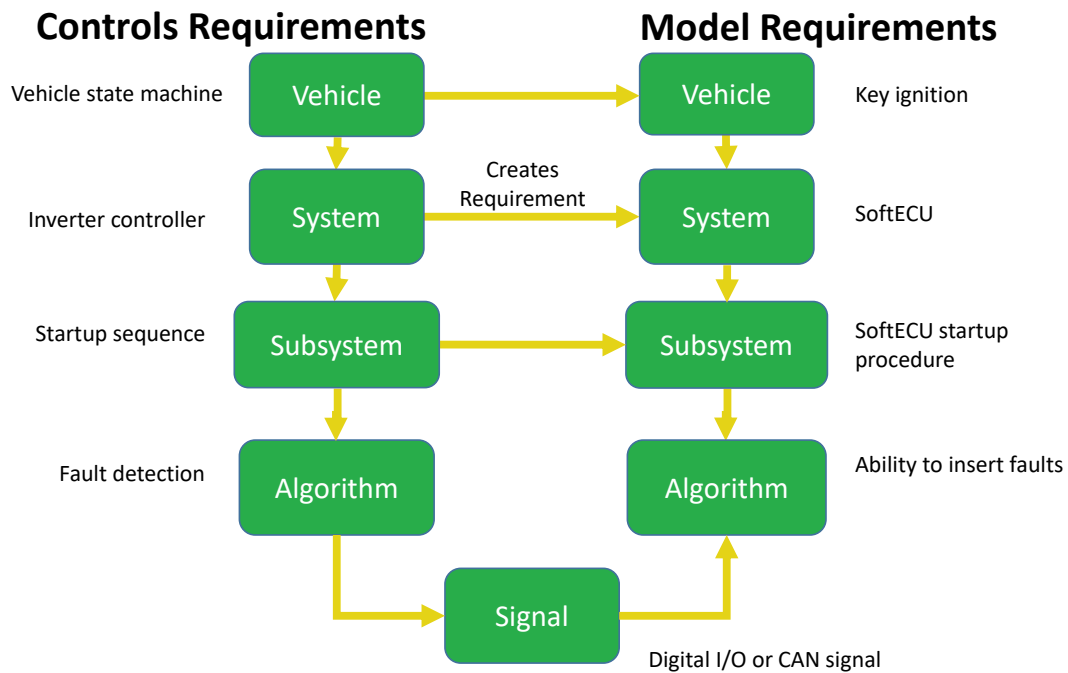 Controls Requirements
Model Requirements
Vehicle state machine
Vehicle
Vehicle
Key ignition
Creates
Requirement
Inverter controller
System
System
SoftECU
Startup sequence
Subsystem
Subsystem
SoftECU startup
procedure
Fault detection
Algorithm
Algorithm
Ability to insert faults
Signal
Digital I/O or CAN signal